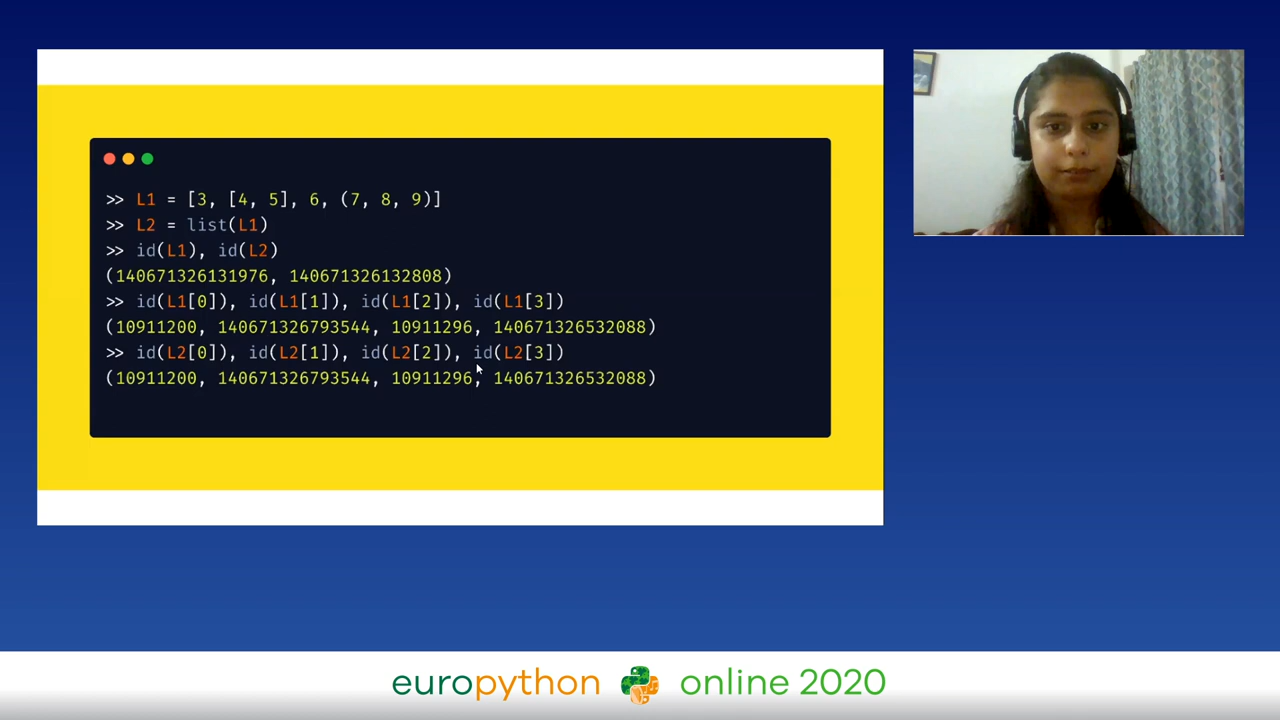 >> L1 = [3, [4, 5], 6, (7, 8, 9)]
>> L2 = list(L1)
>> id(L1), id(L2)
(140671326131976, 140671326132808)
>> id(L1[0]), id(L1[1]), id(L1[2]), id(L1[3])
(10911200, 140671326793544, 10911296, 140671326532088)
>> id(L2[0]), id(L2[1]), id(L2[2]), id(L2[3])
(10911200, 140671326793544, 10911296, 140671326532088)
europython online 2020